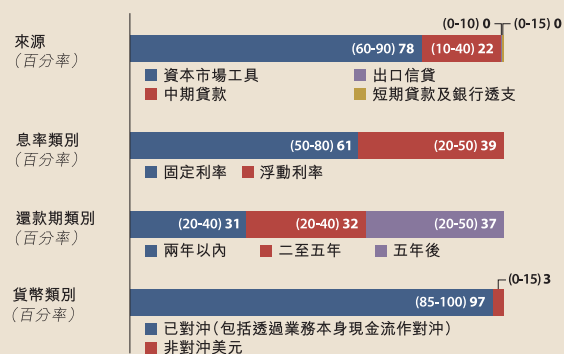 (0-10) 0 (0-15) 0
來源
(百分率)
(60-90) 78 (10-40) 22
資本市場工具 出口信貸
中期貸款 短期貸款及銀行透支
息率類別
(百分率)
(50-80) 61 (20-50) 39
固定利率 浮動利率
還款期類別
(百分率)
(20-40) 31 (20-40) 32 (20-50) 37
兩年以內 二至五年 五年後
(0-15) 3
貨幣類別
(百分率)
(85-100) 97
已對沖(包括透過業務本身現金流作對沖)
非對沖美元